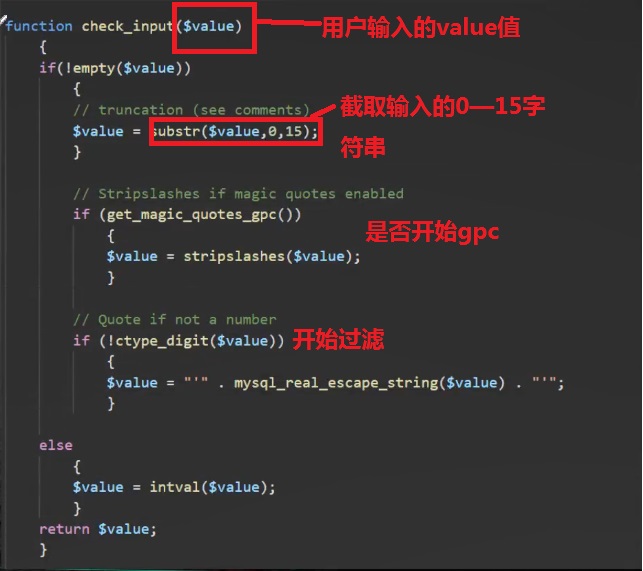 function check_input($value) 用户输入的value值
{
if(!empty($value))
{
// truncation (see comments) 截取输入的0—15字
$value = substr($value,0,15); 符串
}
// Stripslashes if magic quotes enabled
if (get_magic_quotes_gpc())
{ 是否开始gpc
$value = stripslashes($value);
}
// Quote if not a number
if (!ctype_digit($value)) 开始过滤
{
$value = "'" . mysql_real_escape_string($value) . "'";
}
else
{
$value = intval($value);
}
return $value;
}